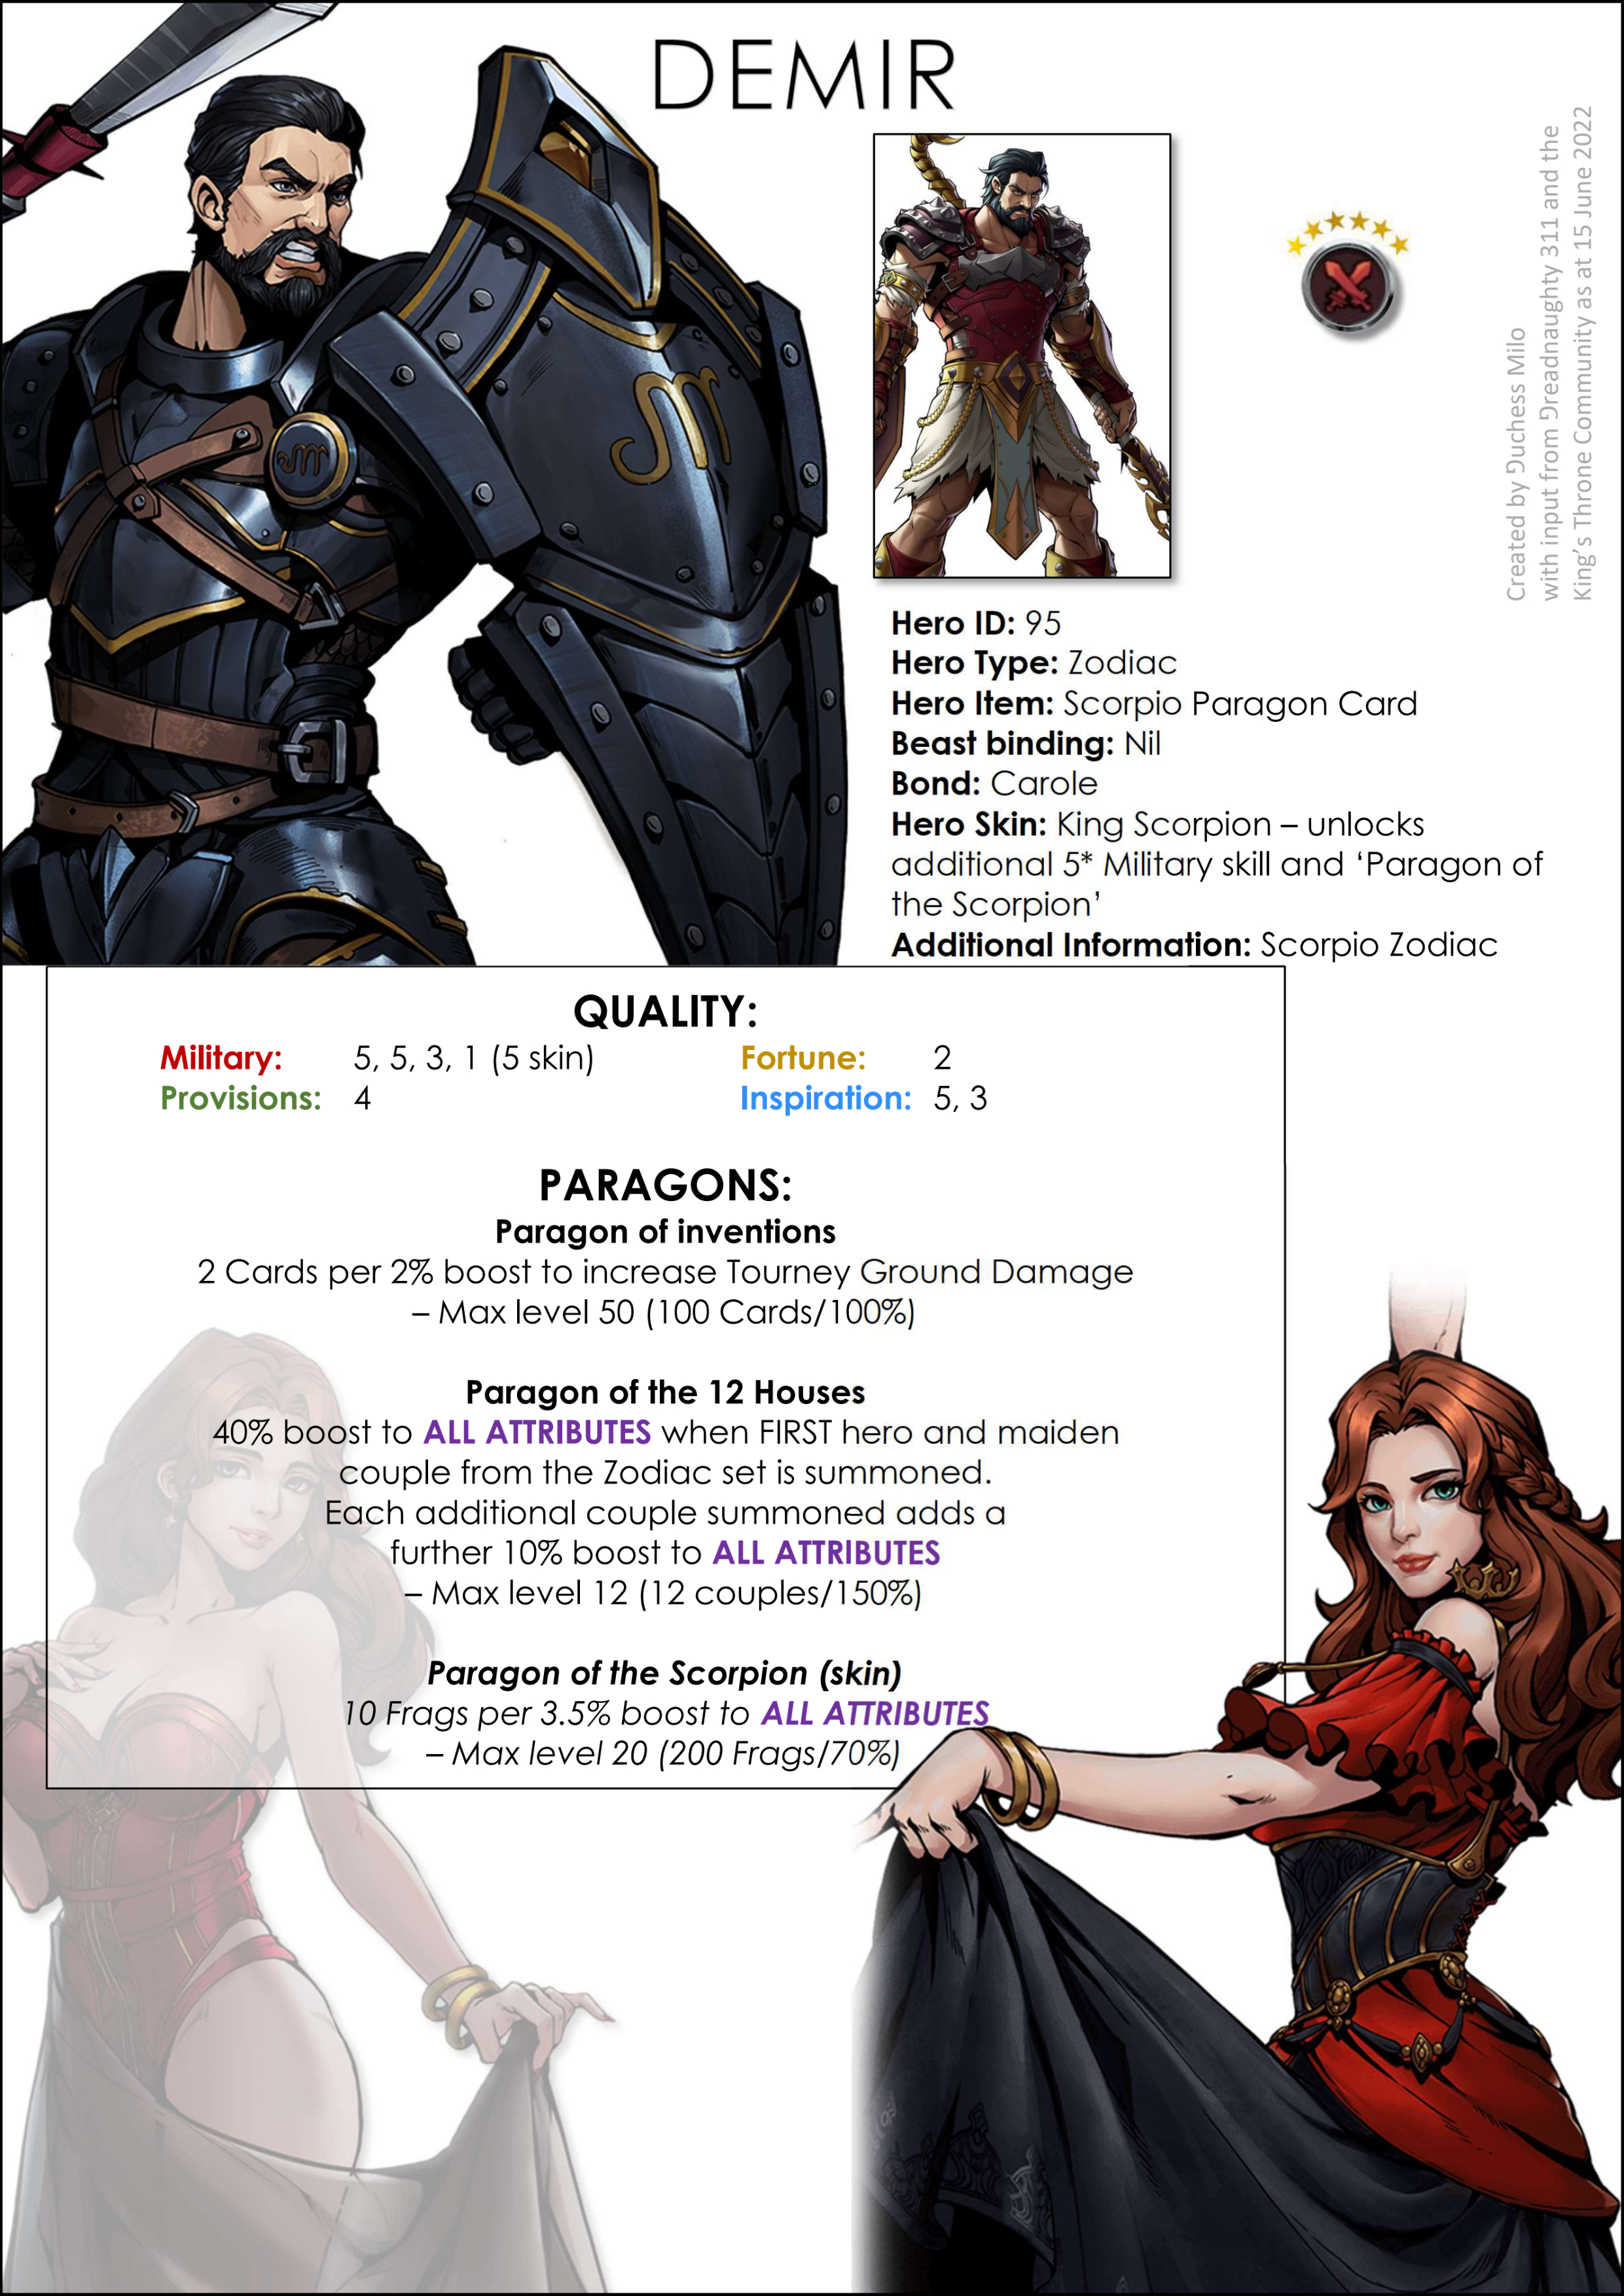 DEMIR
Created by Duchess Milo
with input from Dreadnaughty 311 and the
King's Throne Community as at 15 June 2022
Hero ID: 95
Hero Type: Zodiac
Hero Item: Scorpio Paragon Card
Beast binding: Nil
Bond: Carole
Hero Skin: King Scorpion – unlocks
additional 5* Military skill and ‘Paragon of
the Scorpion’
Additional Information: Scorpio Zodiac
QUALITY:
Military: 5, 5, 3, 1 (5 skin) Fortune: 2
Provisions: 4 Inspiration: 5, 3
PARAGONS:
Paragon of inventions
2 Cards per 2% boost to increase Tourney Ground Damage
– Max level 50 (100 Cards/100%)
Paragon of the 12 Houses
40% boost to ALL ATTRIBUTES when FIRST hero and maiden
couple from the Zodiac set is summoned.
Each additional couple summoned adds a
further 10% boost to ALL ATTRIBUTES
– Max level 12 (12 couples/150%)
Paragon of the Scorpion (skin)
10 Frags per 3.5% boost to ALL ATTRIBUTES
– Max level 20 (200 Frags/70%)